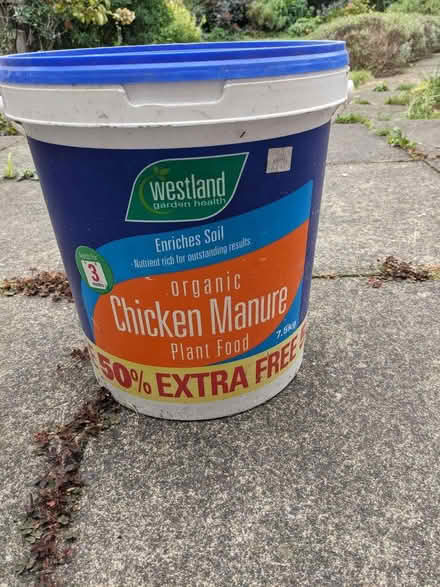 westland
garden health
Enriches Soil
· Nutrient rich for outstanding results
3
organic
Chicken Manure
Plant Food
7.5kg
50% EXTRA FREE